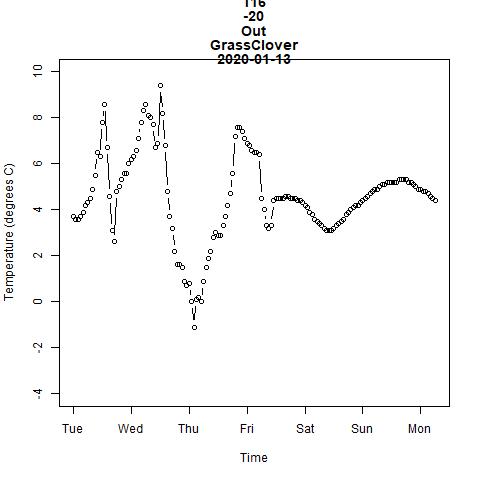 116
-20
Out
GrassClover
2020-01-13
Temperature (degrees C)
10
8
6
4
2
0
-2
-4
Tue Wed Thu Fri Sat Sun Mon
Time